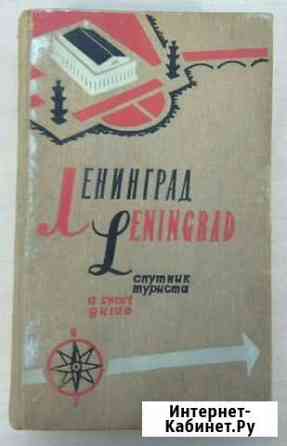 ЛЕНИНГРАД
LENINGRAD
спутник
туриста
a short
guide
Интернет-
Кабинет.Ру